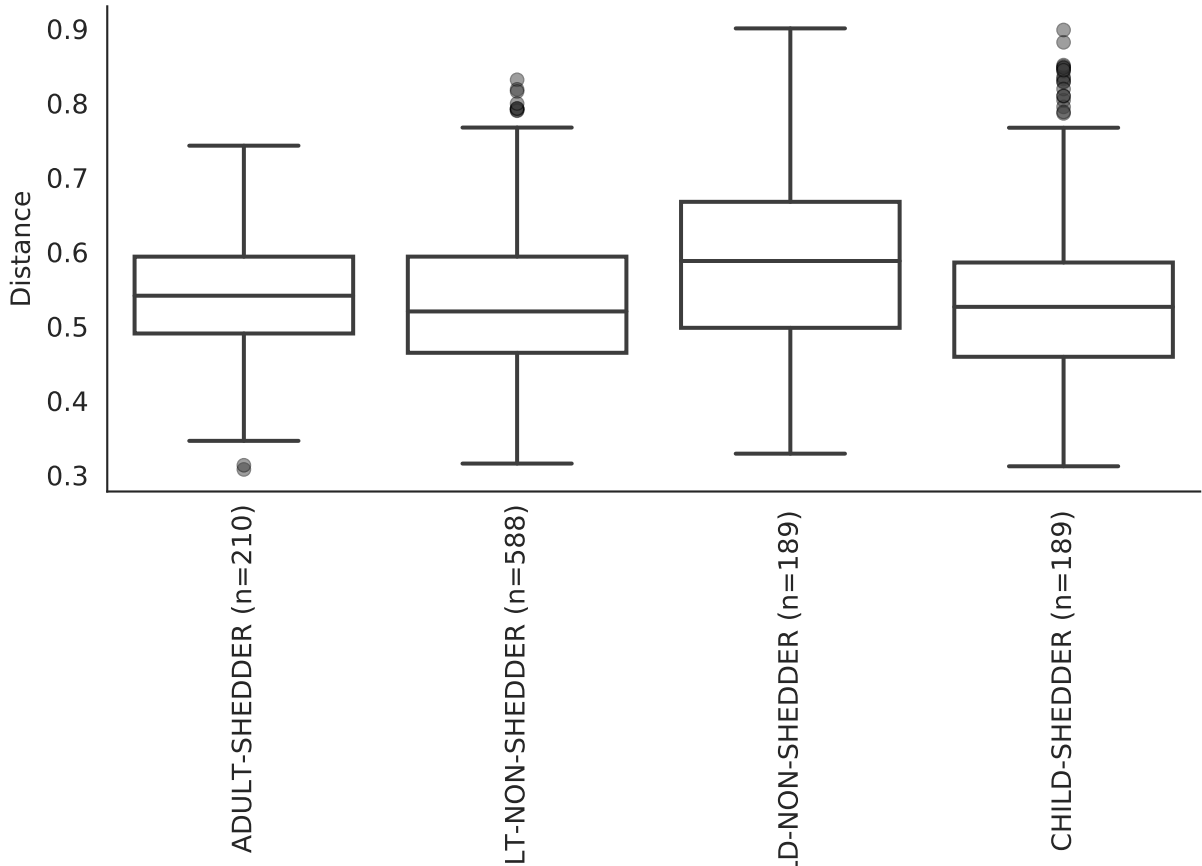 0.9
0.8
0.7
0.6
0.5
0.4
0.3
Distance
ADULT-SHEDDER (n=210)
LT-NON-SHEDDER (n=588)
D-NON-SHEDDER (n=189)
CHILD-SHEDDER (n=189)